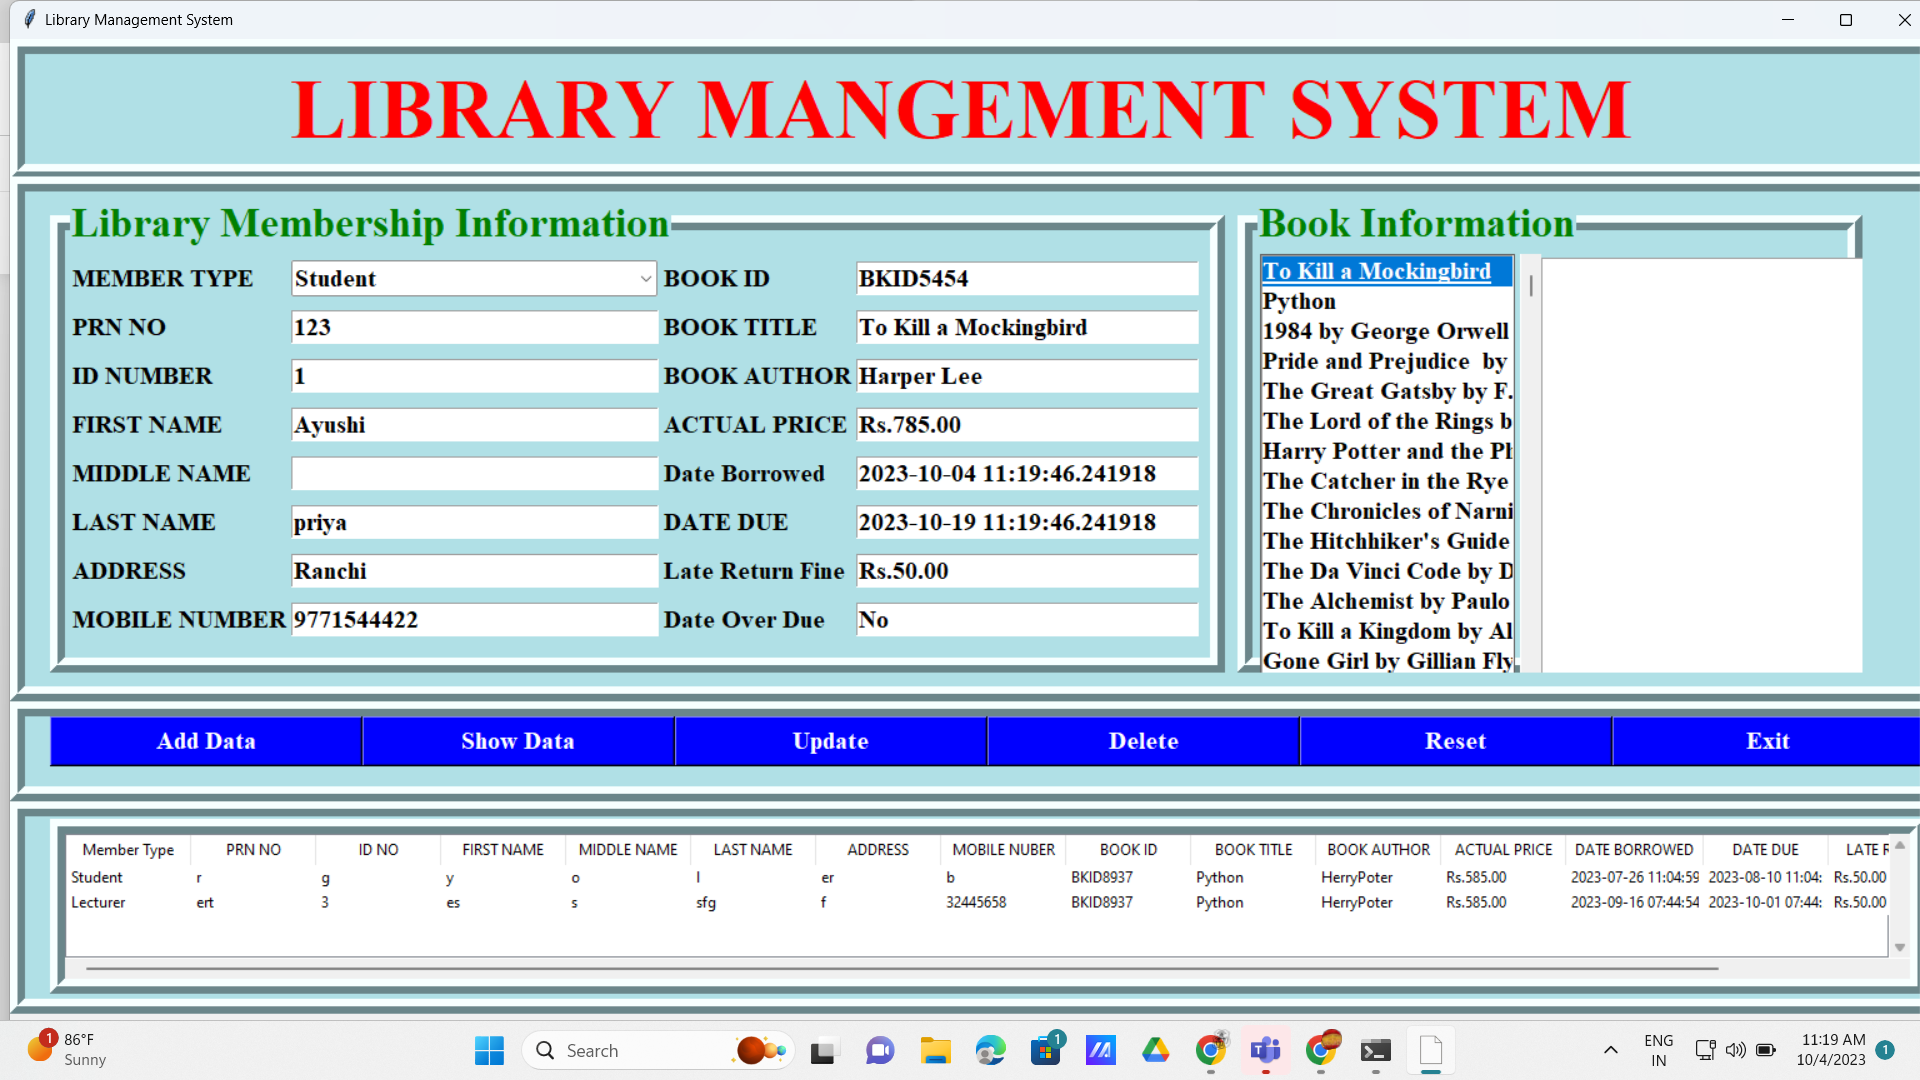 Library Management System
LIBRARY MANGEMENT SYSTEM
Library Membership Information
MEMBER TYPE Student BOOK ID BKID5454
PRN NO 123 BOOK TITLE To Kill a Mockingbird
ID NUMBER 1 BOOK AUTHOR Harper Lee
FIRST NAME Ayushi ACTUAL PRICE Rs.785.00
MIDDLE NAME Date Borrowed 2023-10-04 11:19:46.241918
LAST NAME priya DATE DUE 2023-10-19 11:19:46.241918
ADDRESS Ranchi Late Return Fine Rs.50.00
MOBILE NUMBER 9771544422 Date Over Due No
Book Information
To Kill a Mockingbird
Python
1984 by George Orwell
Pride and Prejudice by
The Great Gatsby by F.
The Lord of the Rings b
Harry Potter and the Ph
The Catcher in the Rye
The Chronicles of Narni
The Hitchhiker's Guide
The Da Vinci Code by D
The Alchemist by Paulo
To Kill a Kingdom by Al
Gone Girl by Gillian Fly
Add Data Show Data Update Delete Reset Exit
Member Type PRN NO ID NO FIRST NAME MIDDLE NAME LAST NAME ADDRESS MOBILE NUBER BOOK ID BOOK TITLE BOOK AUTHOR ACTUAL PRICE DATE BORROWED DATE DUE LATE R
Student r g y o l er b BKID8937 Python HerryPoter Rs.585.00 2023-07-26 11:04:59 2023-08-10 11:04: Rs.50.00
Lecturer ert 3 es s sfg f 32445658 BKID8937 Python HerryPoter Rs.585.00 2023-09-16 07:44:54 2023-10-01 07:44: Rs.50.00
1 86°F
Sunny
Search
1
ENG
IN
11:19 AM
10/4/2023
1